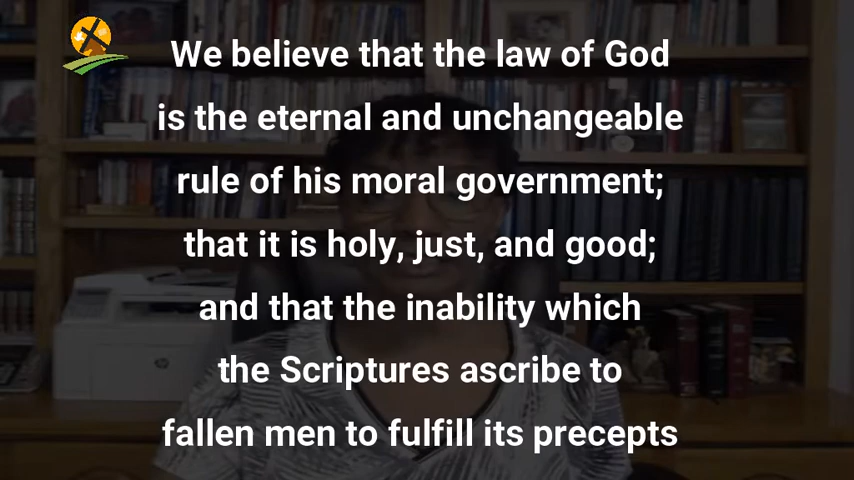 We believe that the law of God
is the eternal and unchangeable
rule of his moral government;
that it is holy, just, and good;
and that the inability which
the Scriptures ascribe to
fallen men to fulfill its precepts